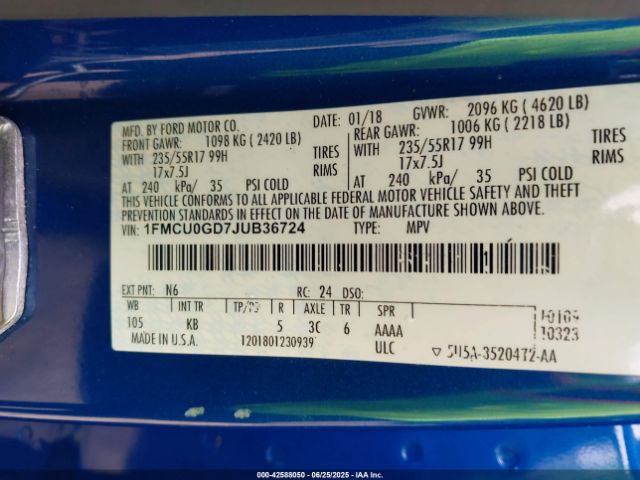 MFD. BY FORD MOTOR CO. DATE: 01/18 GVWR: 2096 KG ( 4620 LB)
FRONT GAWR: 1098 KG ( 2420 LB) REAR GAWR: 1006 KG ( 2218 LB)
WITH 235/55R17 99H TIRES WITH 235/55R17 99H TIRES
17x7.5J RIMS 17x7.5J RIMS
AT 240 kPa/ 35 PSI COLD AT 240 kPa/ 35 PSI COLD
THIS VEHICLE CONFORMS TO ALL APPLICABLE FEDERAL MOTOR VEHICLE SAFETY AND THEFT
PREVENTION STANDARDS IN EFFECT ON THE DATE OF MANUFACTURE SHOWN ABOVE.
VIN: 1FMCU0GD7JUB36724 TYPE: MPV
EXT PNT: N6 RC: 24 DSO:
WB INT TR TP/PS R AXLE TR SPR
105 KB 5 3C 6 AAAA
MADE IN U.S.A. 1201801230939 ULC
10323
000-42588050 - 06/25/2025 - IAA Inc.